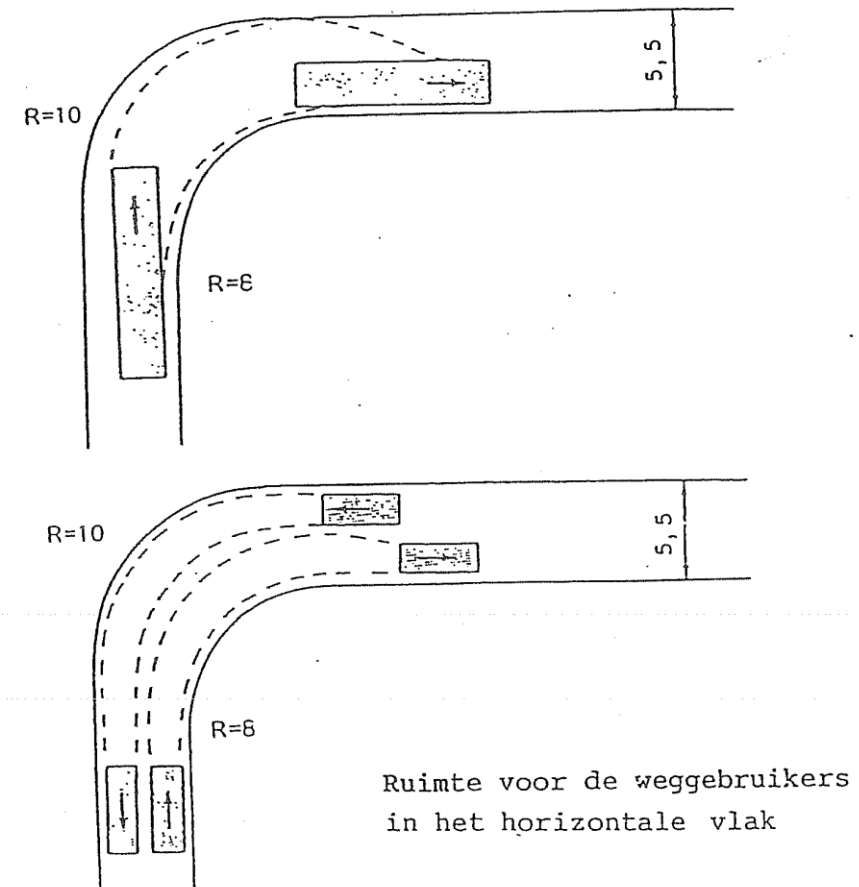 R=10
5,5
R=8
R=10
5,5
R=8
Ruimte voor de weggebruikers
in het horizontale vlak